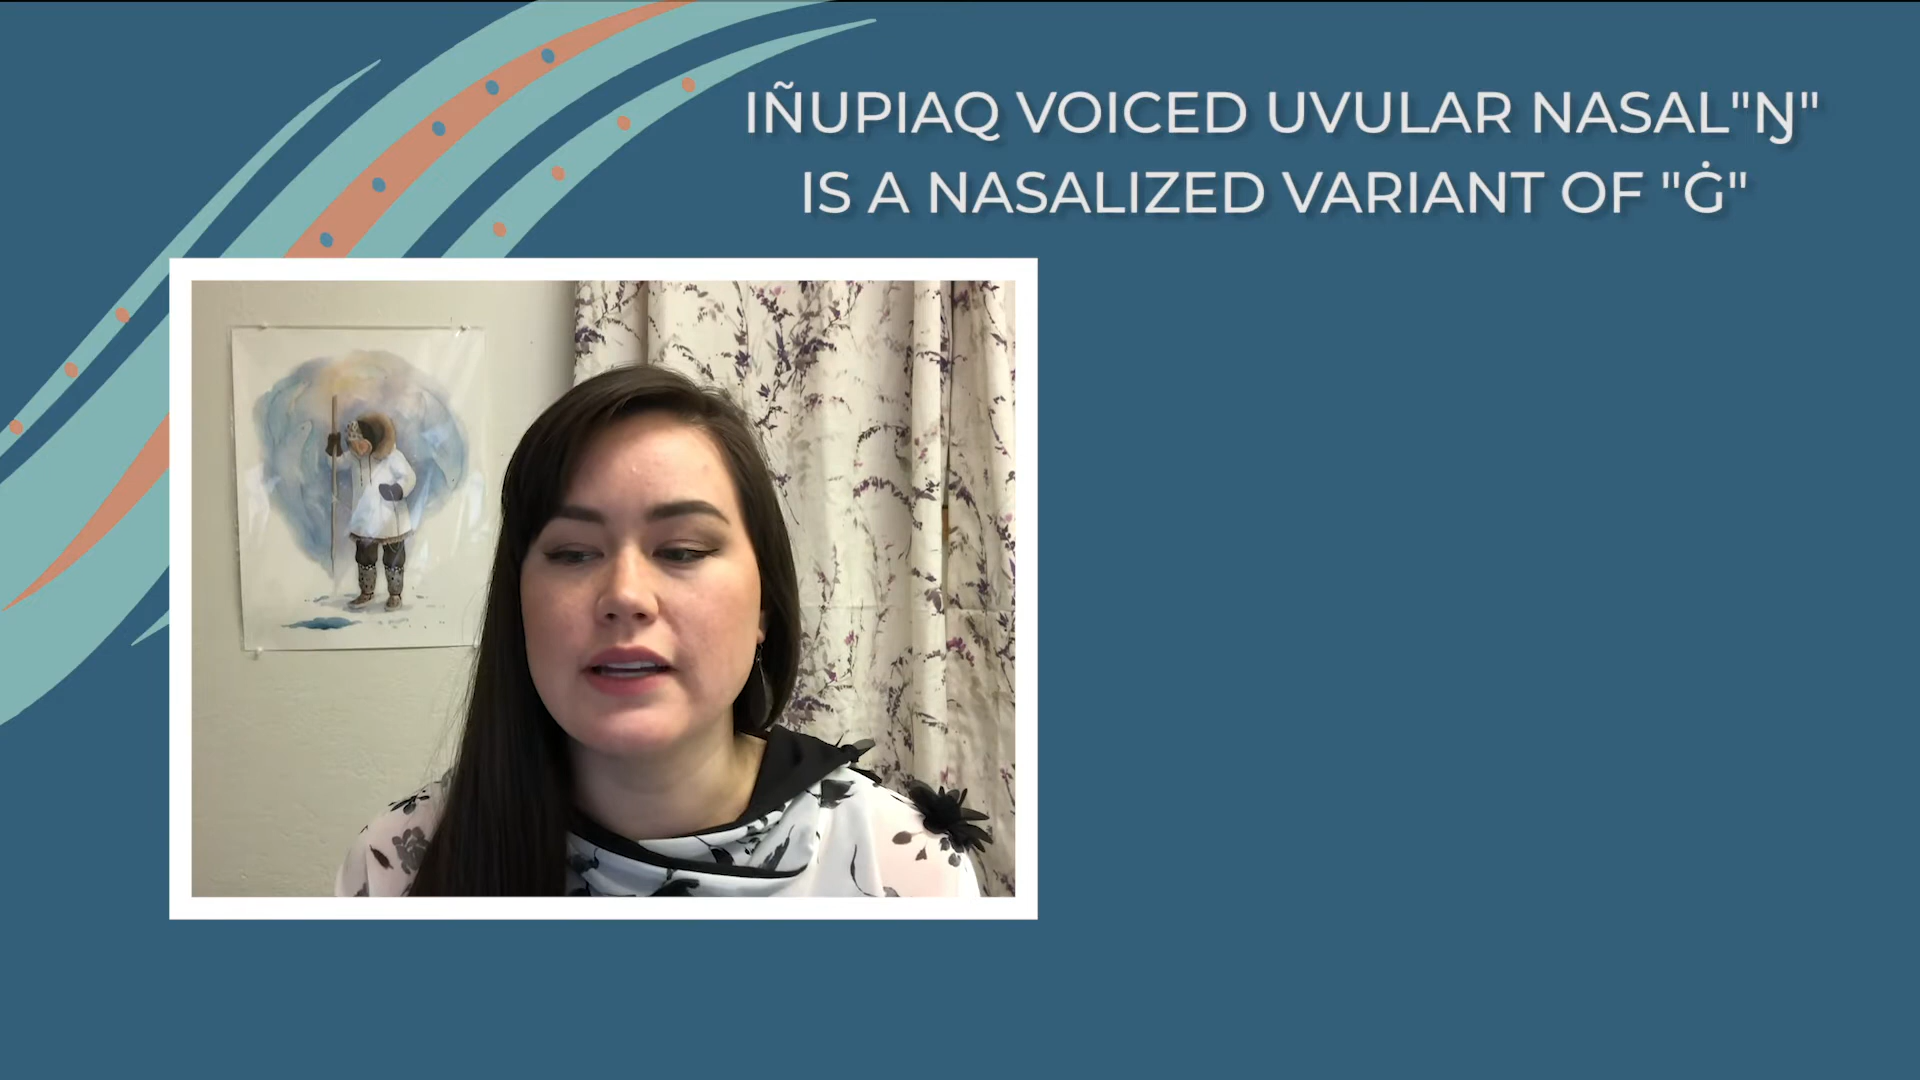 IÑUPIAQ VOICED UVULAR NASAL"Ŋ"
IS A NASALIZED VARIANT OF "Ġ"